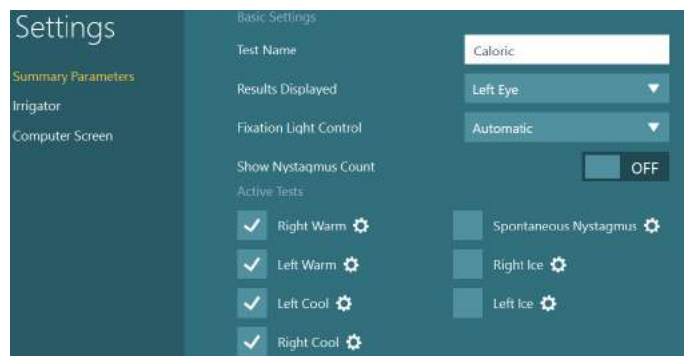 Settings
Summary Parameters
Irrigator
Computer Screen
Basic Settings
Test Name
Caloric
Results Displayed
Left Eye
Fixation Light Control
Automatic
Show Nystagmus Count
OFF
Active Tests
Right Warm
Spontaneous Nystagmus
Left Warm
Right Ice
Left Cool
Left Ice
Right Cool